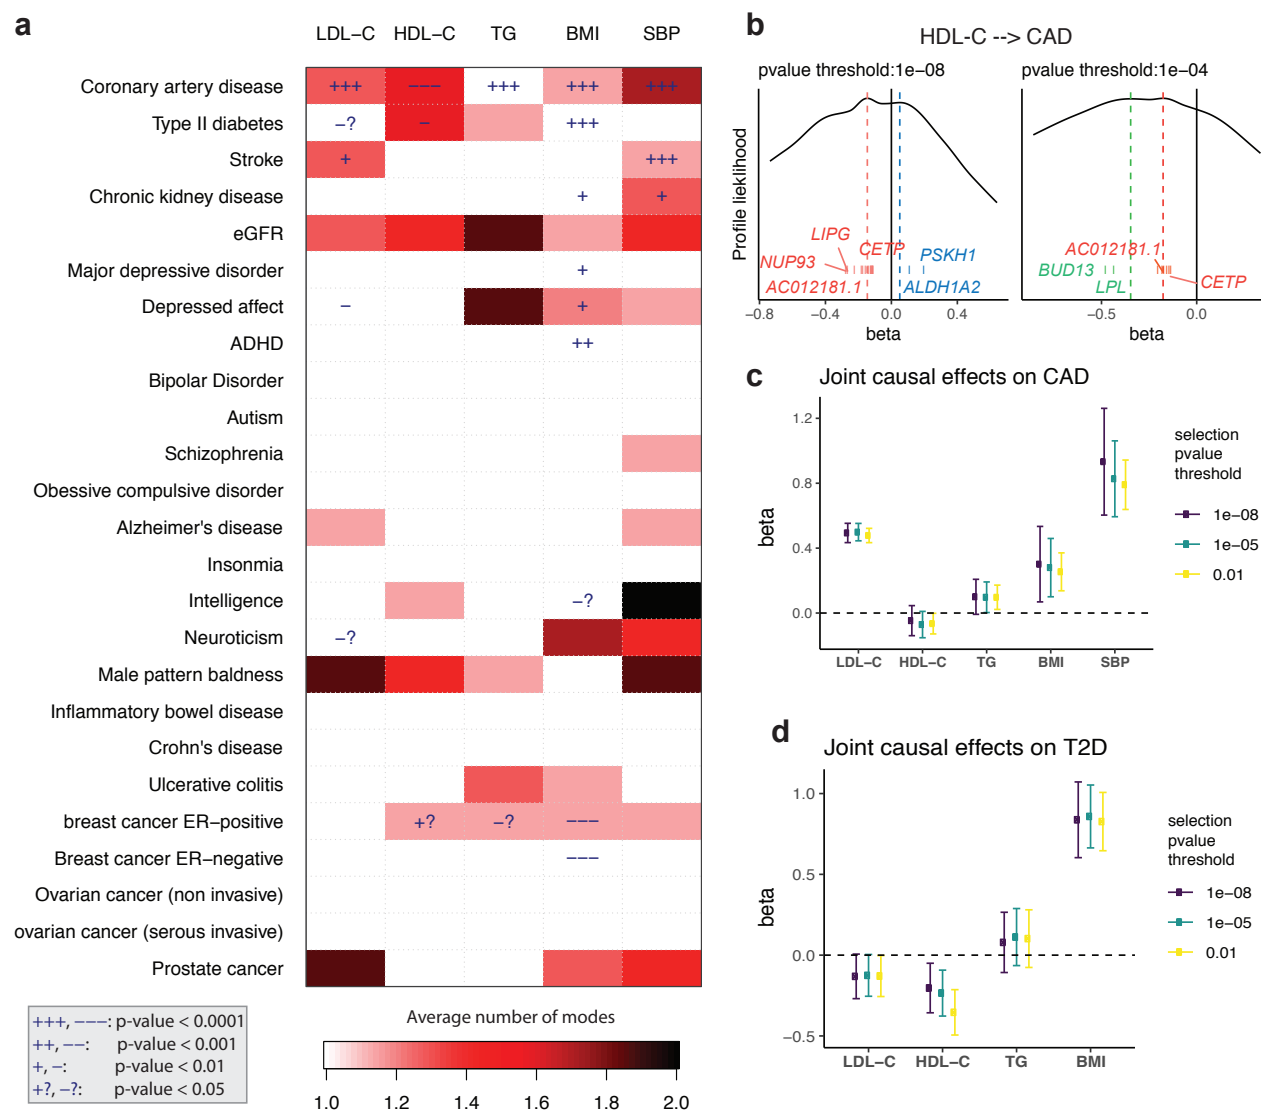 a
LDL−C HDL−C TG BMI SBP
Coronary artery disease +++ −−− +++ +++ +++
Type II diabetes −? − +++
Stroke + +++
Chronic kidney disease + +
eGFR
Major depressive disorder +
Depressed affect − +
ADHD ++
Bipolar Disorder
Autism
Schizophrenia
Obessive compulsive disorder
Alzheimer's disease
Insonmia
Intelligence −?
Neuroticism −?
Male pattern baldness
Inflammatory bowel disease
Crohn's disease
Ulcerative colitis
breast cancer ER−positive +? −? −−−
Breast cancer ER−negative −−−
Ovarian cancer (non invasive)
ovarian cancer (serous invasive)
Prostate cancer
+++, −−−: p-value < 0.0001
++, −−: p-value < 0.001
+, −: p-value < 0.01
+?, −?: p-value < 0.05
Average number of modes
1.0 1.2 1.4 1.6 1.8 2.0
b
HDL-C --> CAD
pvalue threshold:1e−08
pvalue threshold:1e−04
Profile lieklihood
LIPG
CETP
NUP93
PSKH1
AC012181.1
ALDH1A2
−0.8 −0.4 0.0 0.4
beta
AC012181.1
BUD13
LPL
CETP
−0.5 0.0
beta
c
Joint causal effects on CAD
beta
1.2
0.8
0.4
0.0
LDL−C HDL−C TG BMI SBP
selection
pvalue
threshold
1e−08
1e−05
0.01
d
Joint causal effects on T2D
beta
1.0
0.5
0.0
−0.5
LDL−C HDL−C TG BMI
selection
pvalue
threshold
1e−08
1e−05
0.01